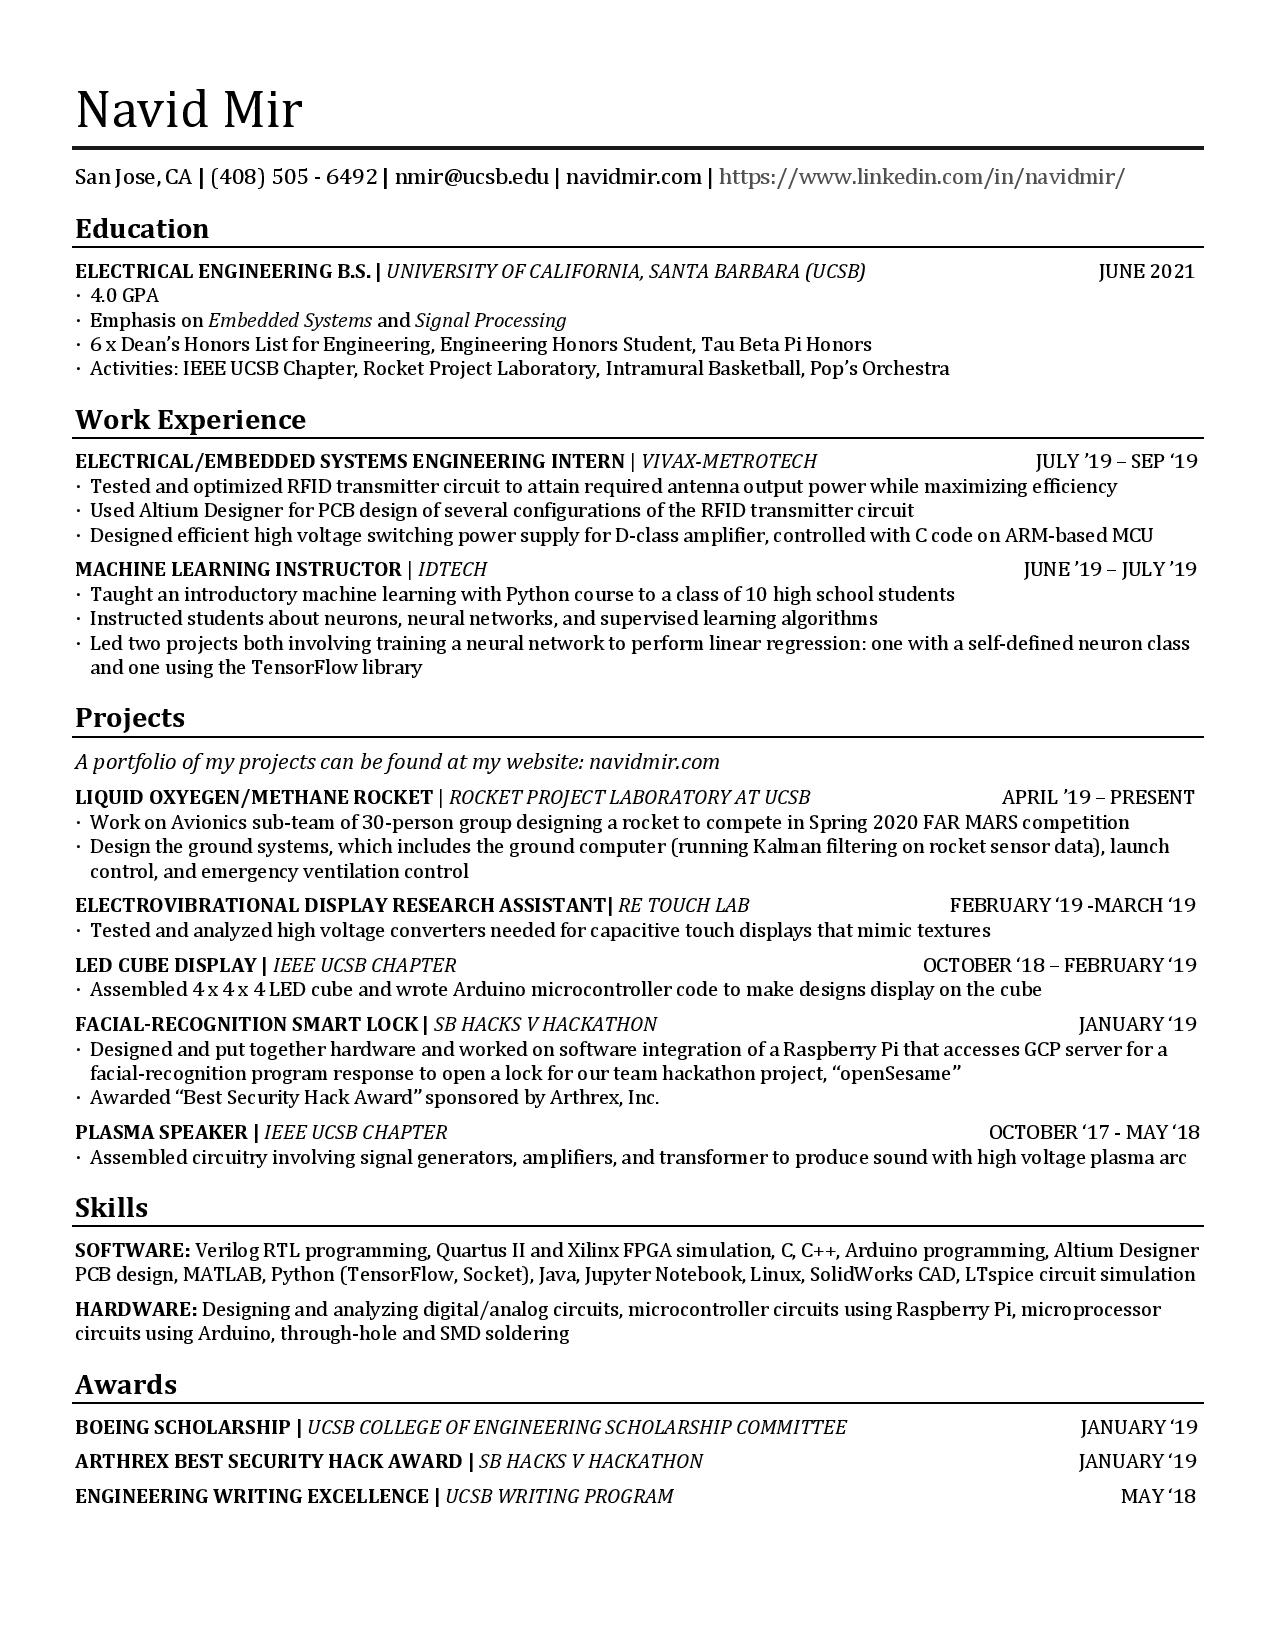 Navid Mir
San Jose, CA | (408) 505 - 6492 | nmir@ucsb.edu | navidmir.com | https://www.linkedin.com/in/navidmir/
Education
ELECTRICAL ENGINEERING B.S. | UNIVERSITY OF CALIFORNIA, SANTA BARBARA (UCSB) JUNE 2021
· 4.0 GPA
· Emphasis on Embedded Systems and Signal Processing
· 6 x Dean’s Honors List for Engineering, Engineering Honors Student, Tau Beta Pi Honors
· Activities: IEEE UCSB Chapter, Rocket Project Laboratory, Intramural Basketball, Pop’s Orchestra
Work Experience
ELECTRICAL/EMBEDDED SYSTEMS ENGINEERING INTERN | VIVAX-METROTECH JULY ’19 – SEP ‘19
· Tested and optimized RFID transmitter circuit to attain required antenna output power while maximizing efficiency
· Used Altium Designer for PCB design of several configurations of the RFID transmitter circuit
· Designed efficient high voltage switching power supply for D-class amplifier, controlled with C code on ARM-based MCU
MACHINE LEARNING INSTRUCTOR | IDTECH JUNE ’19 – JULY ’19
· Taught an introductory machine learning with Python course to a class of 10 high school students
· Instructed students about neurons, neural networks, and supervised learning algorithms
· Led two projects both involving training a neural network to perform linear regression: one with a self-defined neuron class
and one using the TensorFlow library
Projects
A portfolio of my projects can be found at my website: navidmir.com
LIQUID OXYEGEN/METHANE ROCKET | ROCKET PROJECT LABORATORY AT UCSB APRIL ’19 – PRESENT
· Work on Avionics sub-team of 30-person group designing a rocket to compete in Spring 2020 FAR MARS competition
· Design the ground systems, which includes the ground computer (running Kalman filtering on rocket sensor data), launch
control, and emergency ventilation control
ELECTROVIBRATIONAL DISPLAY RESEARCH ASSISTANT| RE TOUCH LAB FEBRUARY ‘19 -MARCH ‘19
· Tested and analyzed high voltage converters needed for capacitive touch displays that mimic textures
LED CUBE DISPLAY | IEEE UCSB CHAPTER OCTOBER ‘18 – FEBRUARY ‘19
· Assembled 4 x 4 x 4 LED cube and wrote Arduino microcontroller code to make designs display on the cube
FACIAL-RECOGNITION SMART LOCK | SB HACKS V HACKATHON JANUARY ‘19
· Designed and put together hardware and worked on software integration of a Raspberry Pi that accesses GCP server for a
facial-recognition program response to open a lock for our team hackathon project, “openSesame”
· Awarded “Best Security Hack Award” sponsored by Arthrex, Inc.
PLASMA SPEAKER | IEEE UCSB CHAPTER OCTOBER ‘17 - MAY ‘18
· Assembled circuitry involving signal generators, amplifiers, and transformer to produce sound with high voltage plasma arc
Skills
SOFTWARE: Verilog RTL programming, Quartus II and Xilinx FPGA simulation, C, C++, Arduino programming, Altium Designer
PCB design, MATLAB, Python (TensorFlow, Socket), Java, Jupyter Notebook, Linux, SolidWorks CAD, LTspice circuit simulation
HARDWARE: Designing and analyzing digital/analog circuits, microcontroller circuits using Raspberry Pi, microprocessor
circuits using Arduino, through-hole and SMD soldering
Awards
BOEING SCHOLARSHIP | UCSB COLLEGE OF ENGINEERING SCHOLARSHIP COMMITTEE JANUARY ‘19
ARTHREX BEST SECURITY HACK AWARD | SB HACKS V HACKATHON JANUARY ‘19
ENGINEERING WRITING EXCELLENCE | UCSB WRITING PROGRAM MAY ‘18